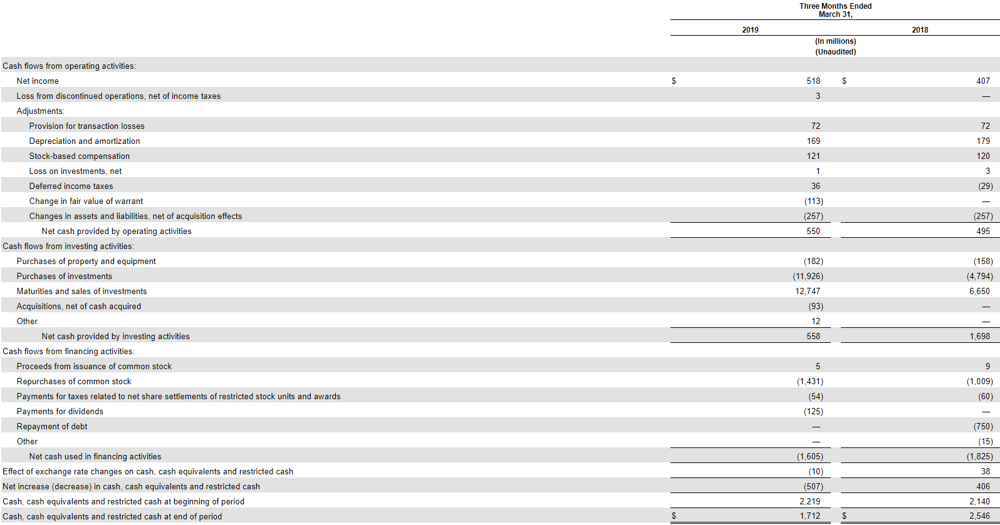 Three Months Ended
March 31,
2019 2018
(In millions)
(Unaudited)
Cash flows from operating activities:
Net income $ 518 $ 407
Loss from discontinued operations, net of income taxes 3 —
Adjustments:
Provision for transaction losses 72 72
Depreciation and amortization 169 179
Stock-based compensation 121 120
Loss on investments, net 1 3
Deferred income taxes 36 (29)
Change in fair value of warrant (113) —
Changes in assets and liabilities, net of acquisition effects (257) (257)
Net cash provided by operating activities 550 495
Cash flows from investing activities:
Purchases of property and equipment (182) (158)
Purchases of investments (11,926) (4,794)
Maturities and sales of investments 12,747 6,650
Acquisitions, net of cash acquired (93) —
Other 12 —
Net cash provided by investing activities 558 1,698
Cash flows from financing activities:
Proceeds from issuance of common stock 5 9
Repurchases of common stock (1,431) (1,009)
Payments for taxes related to net share settlements of restricted stock units and awards (54) (60)
Payments for dividends (125) —
Repayment of debt — (750)
Other — (15)
Net cash used in financing activities (1,605) (1,825)
Effect of exchange rate changes on cash, cash equivalents and restricted cash (10) 38
Net increase (decrease) in cash, cash equivalents and restricted cash (507) 406
Cash, cash equivalents and restricted cash at beginning of period 2,219 2,140
Cash, cash equivalents and restricted cash at end of period $ 1,712 $ 2,546